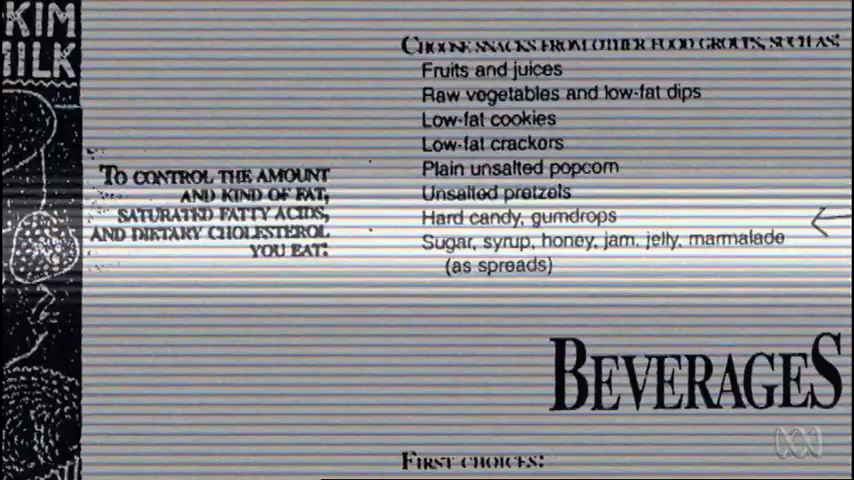 KIM
MILK
CHOOSE SNACKS FROM OTHER FOOD GROUPS, SUCH AS:
Fruits and juices
Raw vegetables and low-fat dips
Low-fat cookies
Low-fat crackers
Plain unsalted popcorn
Unsalted pretzels
Hard candy, gumdrops
Sugar, syrup, honey, jam, jelly, marmalade
(as spreads)
TO CONTROL THE AMOUNT
AND KIND OF FAT,
SATURATED FATTY ACIDS,
AND DIETARY CHOLESTEROL
YOU EAT:
BEVERAGES
FIRST CHOICES: